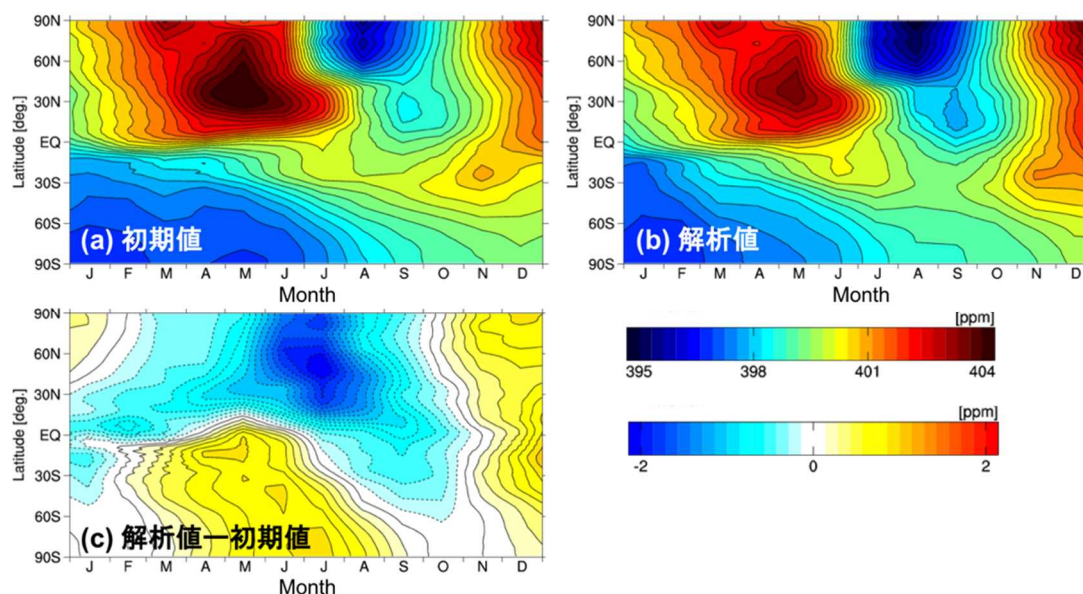 90N
60N
30N
EQ
30S
60S
90S
Latitude [deg.]
(a) 初期値
J F M A M J J A S O N D
Month
90N
60N
30N
EQ
30S
60S
90S
Latitude [deg.]
(b) 解析値
J F M A M J J A S O N D
Month
90N
60N
30N
EQ
30S
60S
90S
Latitude [deg.]
(c) 解析値ー初期値
J F M A M J J A S O N D
Month
[ppm]
395 398 401 404
[ppm]
-2 0 2